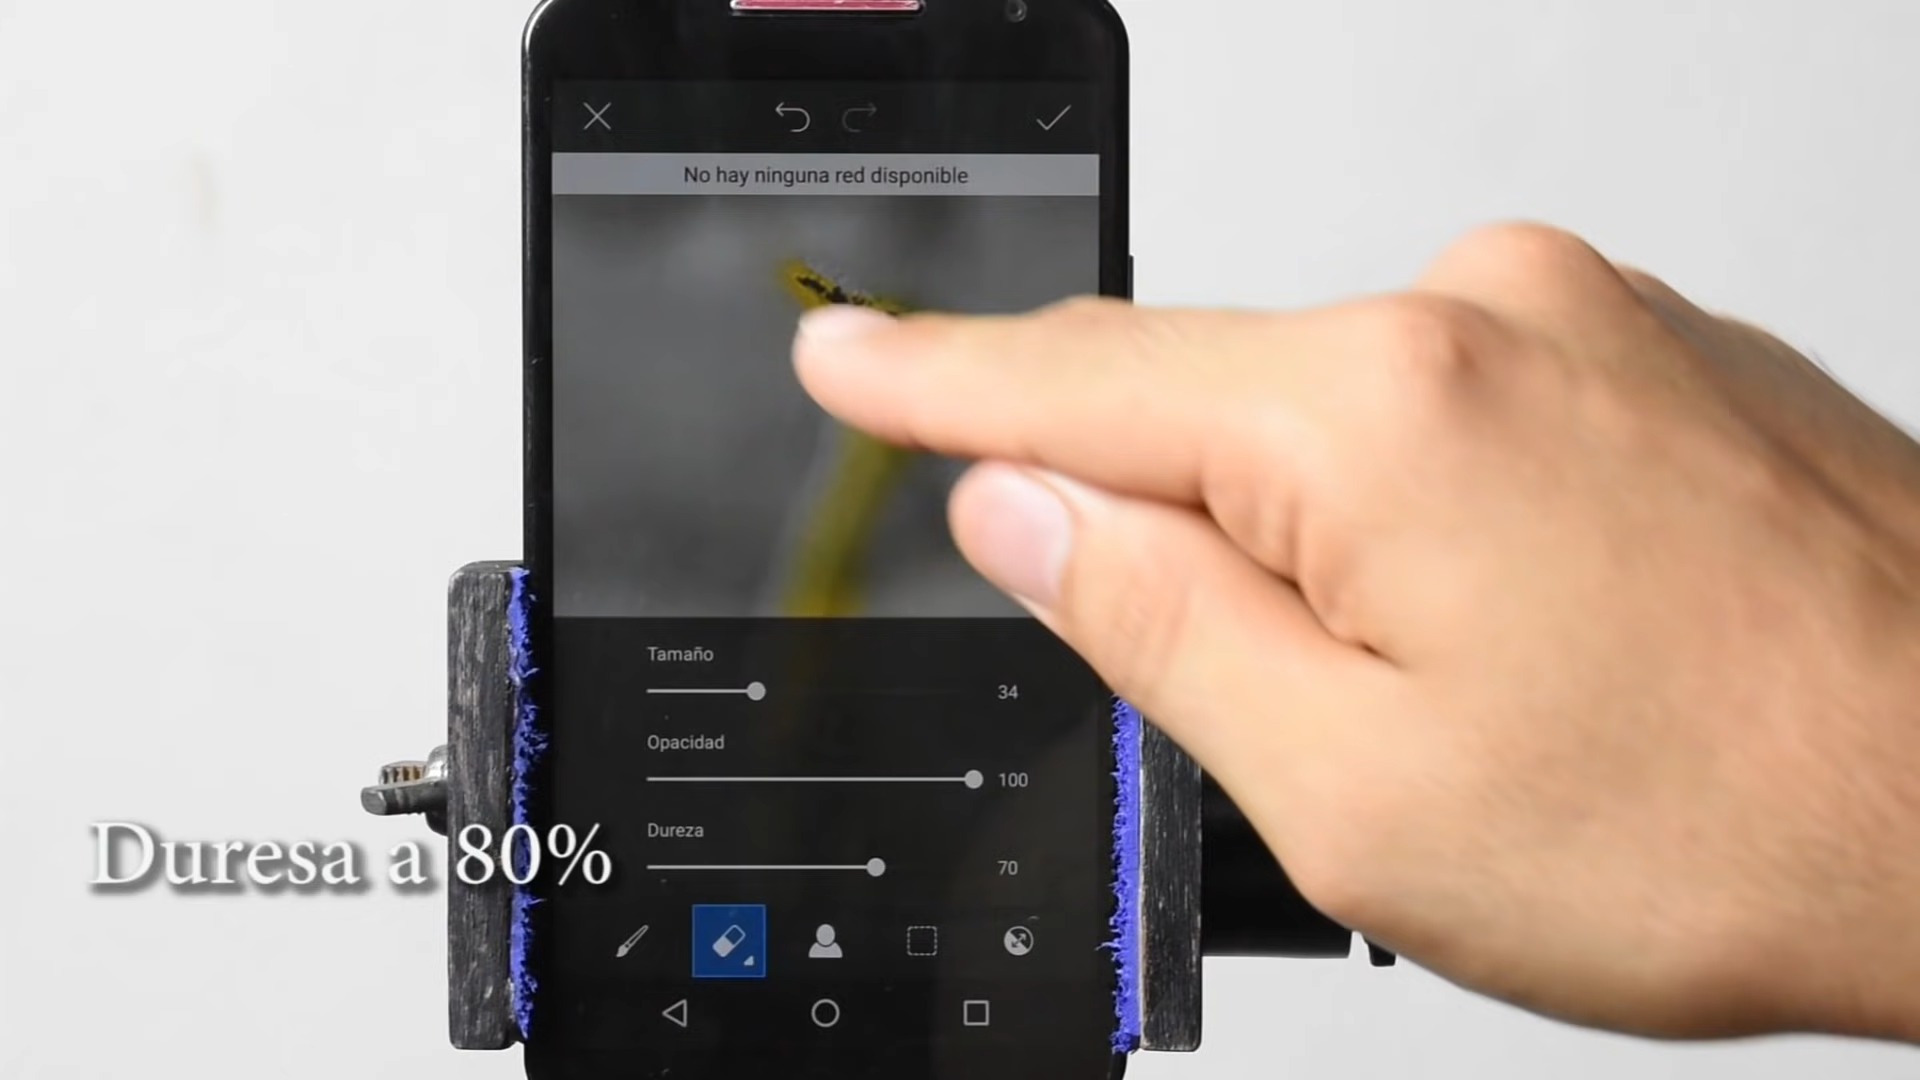 No hay ninguna red disponible
Tamaño
34
Opacidad
100
Dureza
70
Duresa a 80%